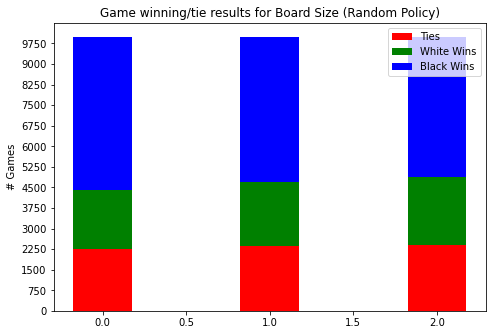 Game winning/tie results for Board Size (Random Policy)
Ties
White Wins
Black Wins
# Games
9750
9000
8250
7500
6750
6000
5250
4500
3750
3000
2250
1500
750
0
0.0 0.5 1.0 1.5 2.0